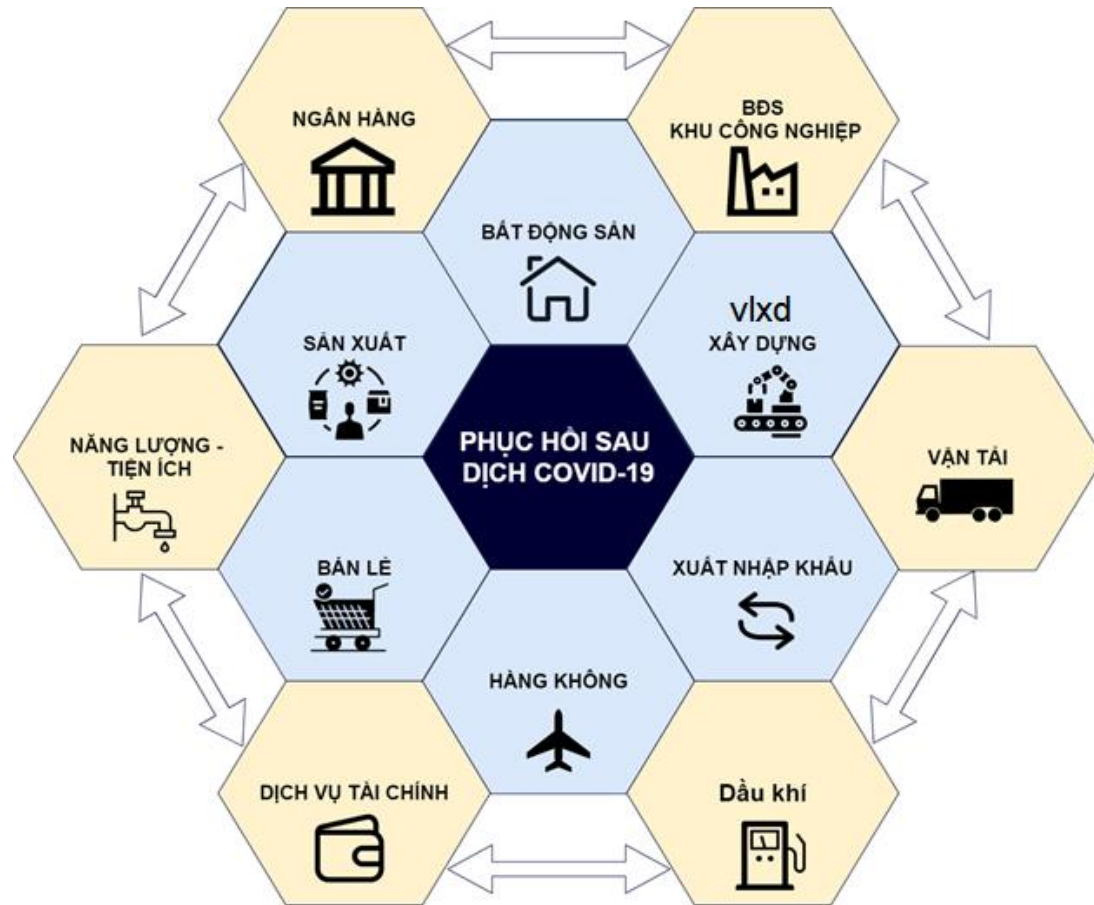 NGÂN HÀNG
BĐS
KHU CÔNG NGHIỆP
BẤT ĐỘNG SẢN
SẢN XUẤT
vlxd
XÂY DỰNG
NĂNG LƯỢNG -
TIỆN ÍCH
PHỤC HỒI SAU
DỊCH COVID-19
VẬN TẢI
BÁN LẺ
XUẤT NHẬP KHẨU
HÀNG KHÔNG
DỊCH VỤ TÀI CHÍNH
Dầu khí